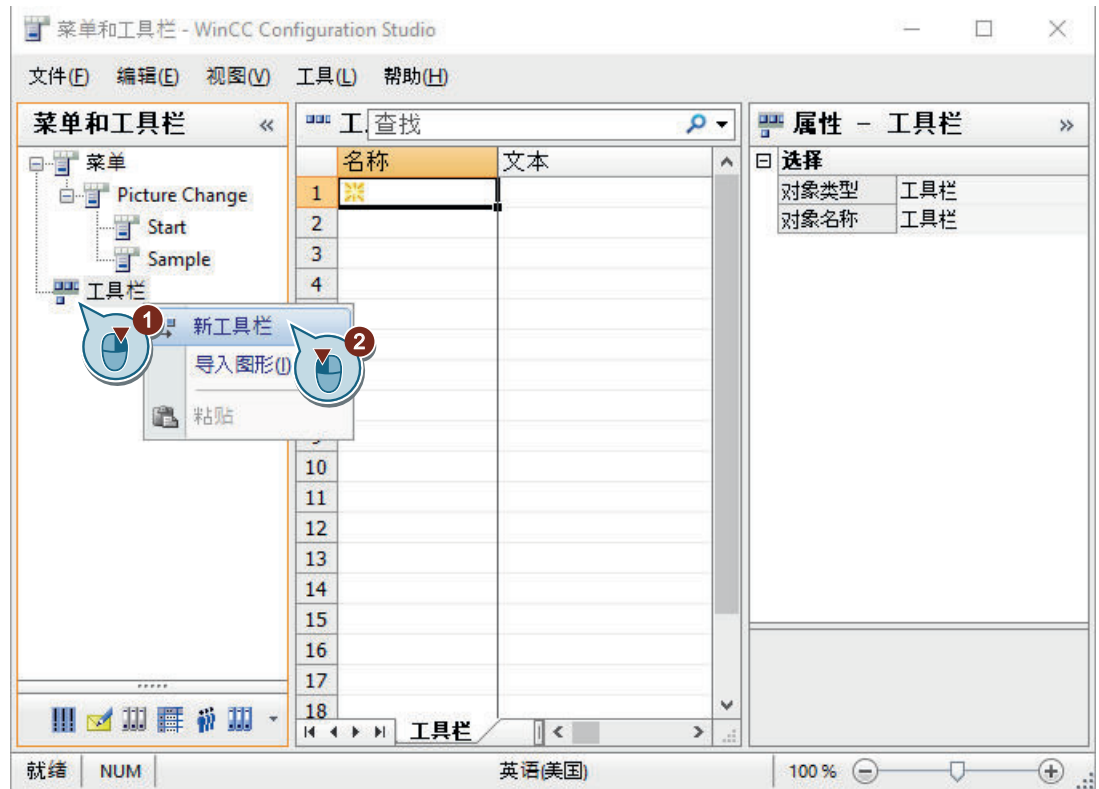 菜单和工具栏 - WinCC Configuration Studio
文件(F) 编辑(E) 视图(V) 工具(L) 帮助(H)
菜单和工具栏 «
菜单
Picture Change
Start
Sample
工具栏
1
新工具栏
2
导入图形(I)
粘贴
工 查找
名称 文本
1
2
3
4
10
11
12
13
14
15
16
17
18
工具栏
属性 - 工具栏 »
选择
对象类型 工具栏
对象名称 工具栏
就绪 NUM 英语(美国) 100 %